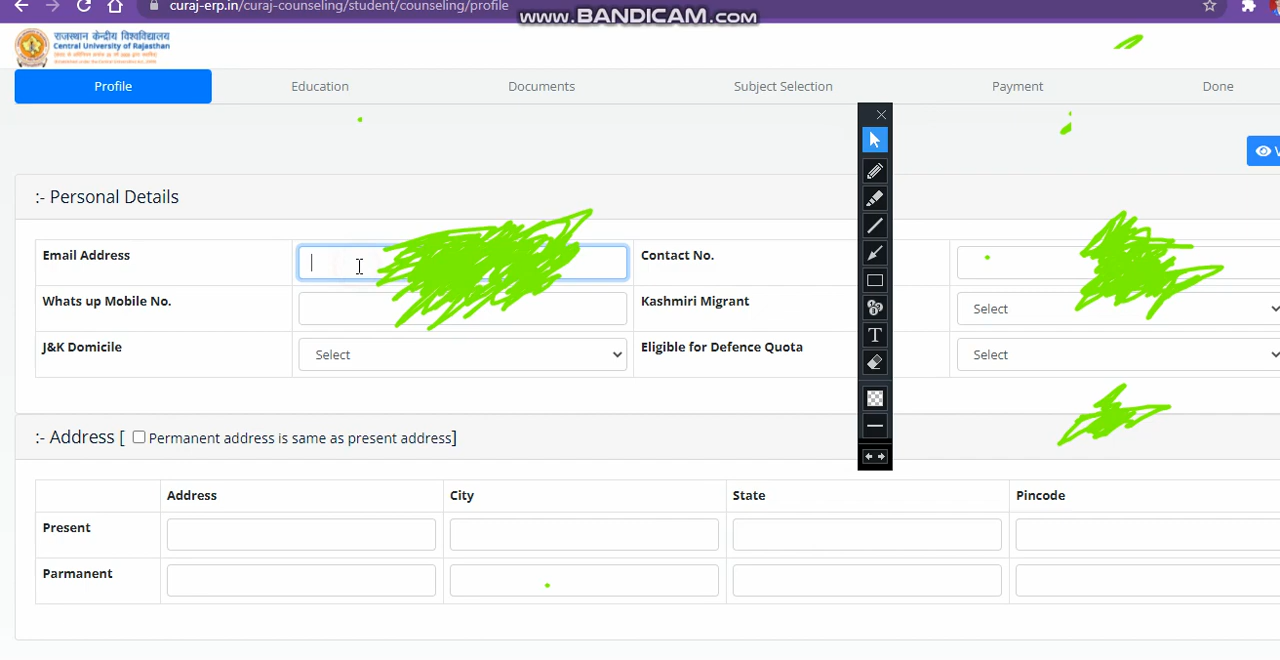 curaj-erp.in/curaj-counseling/student/counseling/profile
www.BANDICAM.com
राजस्थान केन्द्रीय विश्वविद्यालय
Central University of Rajasthan
Profile Education Documents Subject Selection Payment Done
:- Personal Details
Email Address Contact No.
Whats up Mobile No. Kashmiri Migrant Select
J&K Domicile Select Eligible for Defence Quota Select
:- Address [ Permanent address is same as present address]
Address City State Pincode
Present
Parmanent